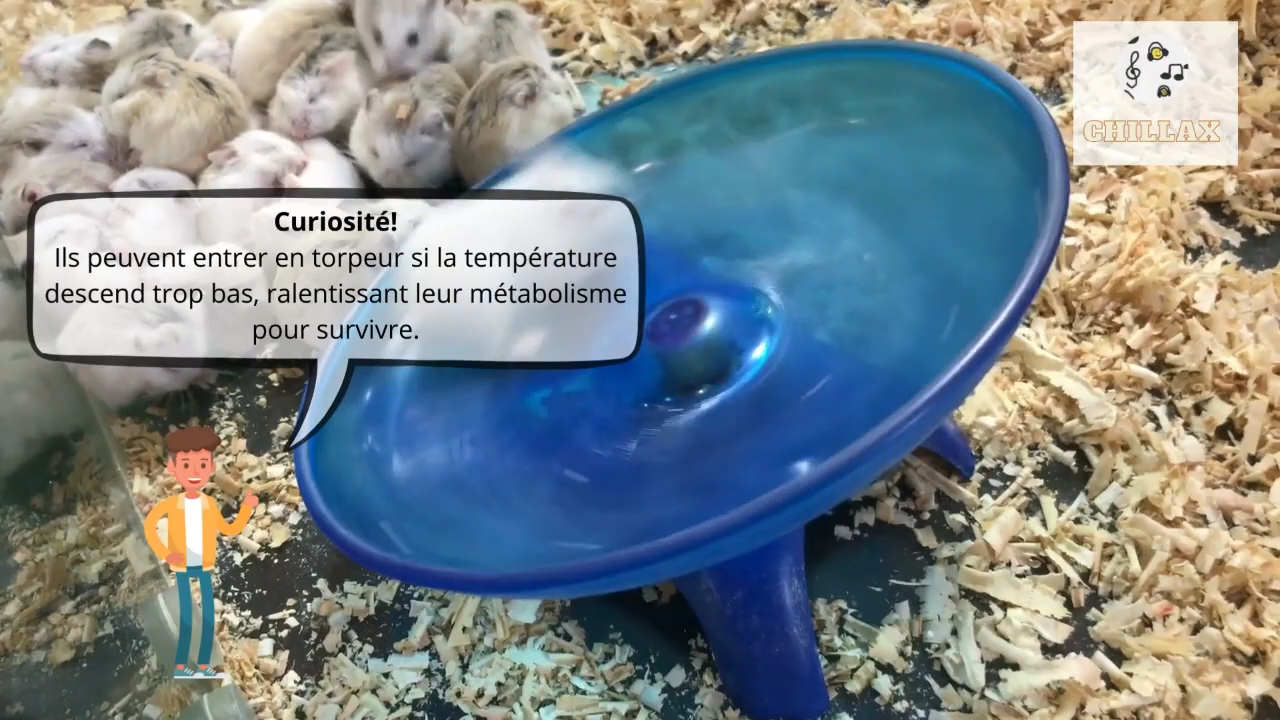 CHILLAX
Curiosité!
Ils peuvent entrer en torpeur si la température
descend trop bas, ralentissant leur métabolisme
pour survivre.